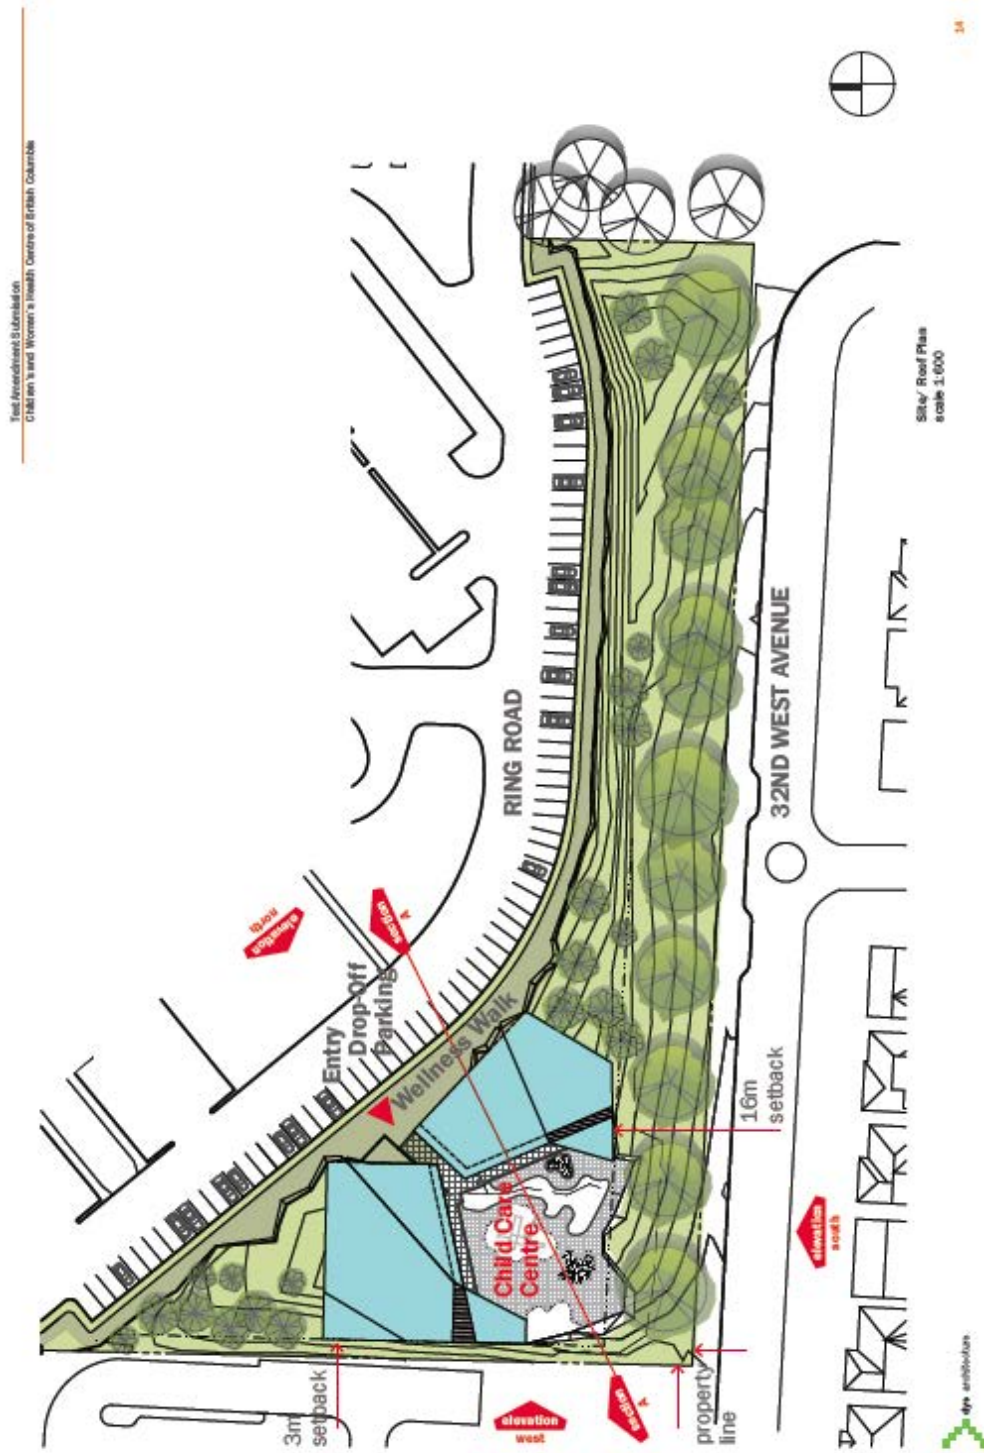 Text Amendment Submission
Children's and Women's Health Centre of British Columbia
14
elevation
north
section
A
Entry
Drop-Off
Parking
Wellness Walk
RING ROAD
32ND WEST AVENUE
Child Care
Centre
16m
setback
3m
setback
elevation
west
section
A
property
line
elevation
south
Site/ Roof Plan
scale 1:600
dys architecture